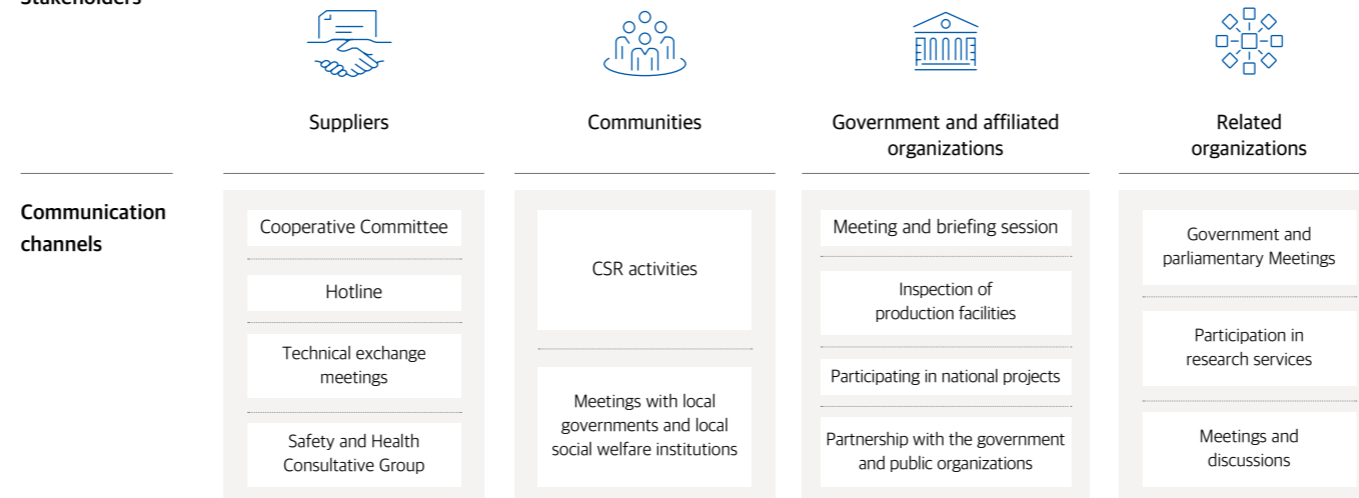 Stakeholders
Suppliers
Communities
Government and affiliated
organizations
Related
organizations
Communication
channels
Cooperative Committee
Hotline
Technical exchange
meetings
Safety and Health
Consultative Group
CSR activities
Meetings with local
governments and local
social welfare institutions
Meeting and briefing session
Inspection of
production facilities
Participating in national projects
Partnership with the government
and public organizations
Government and
parliamentary Meetings
Participation in
research services
Meetings and
discussions